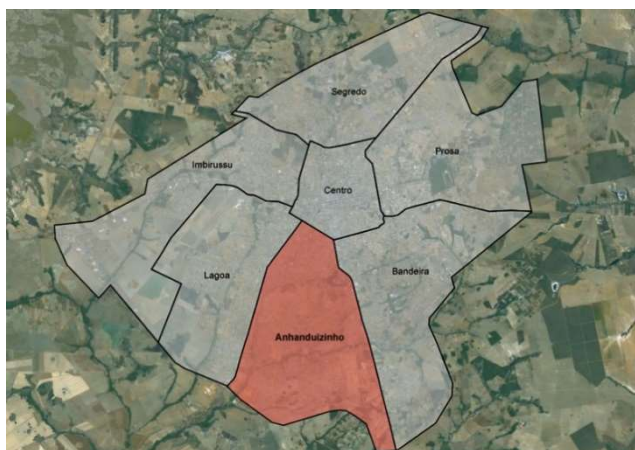 Segredo
Prosa
Imbirussu
Centro
Lagoa
Bandeira
Anhanduizinho